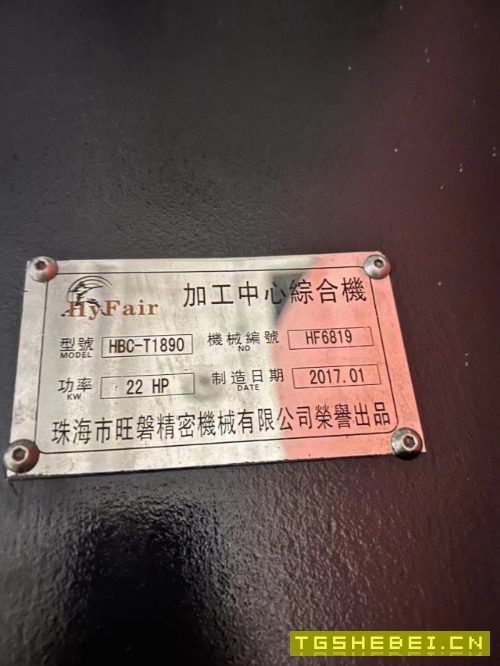 HyFair 加工中心綜合機
型號 MODEL HBC-T1890 機械編號 NO HF6819
功率 KW 22 HP 制造日期 DATE 2017.01
珠海市旺磐精密機械有限公司榮譽出品
TGSHEBEI.CN